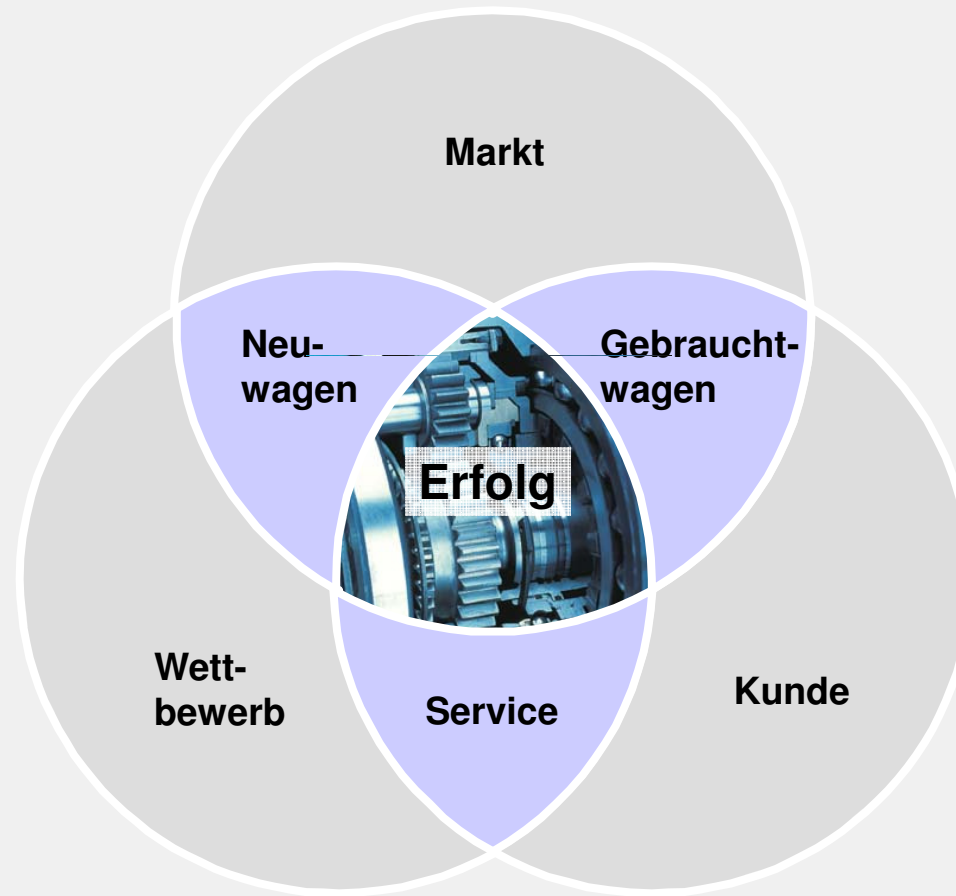 Markt
Neu-
wagen
Gebraucht-
wagen
Erfolg
Wett-
bewerb
Service
Kunde